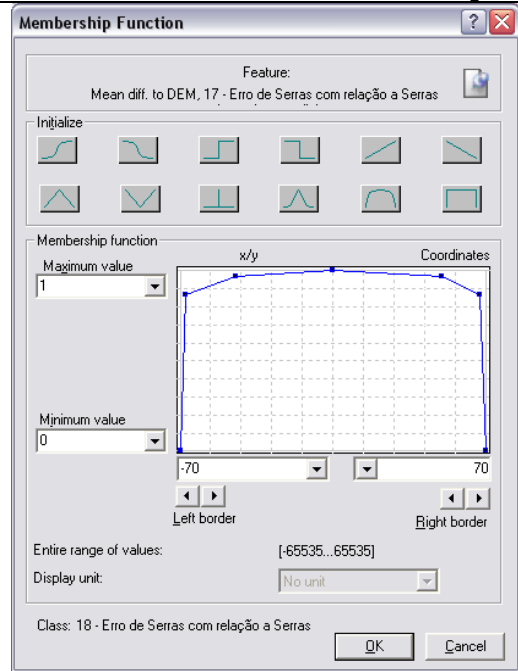 Membership Function
Feature:
Mean diff. to DEM, 17 - Erro de Serras com relação a Serras
Initialize
Membership function
x/y
Coordinates
Maximum value
1
Minimum value
0
-70
70
Left border
Right border
Entire range of values:
[-65535...65535]
Display unit:
No unit
Class: 18 - Erro de Serras com relação a Serras
OK
Cancel